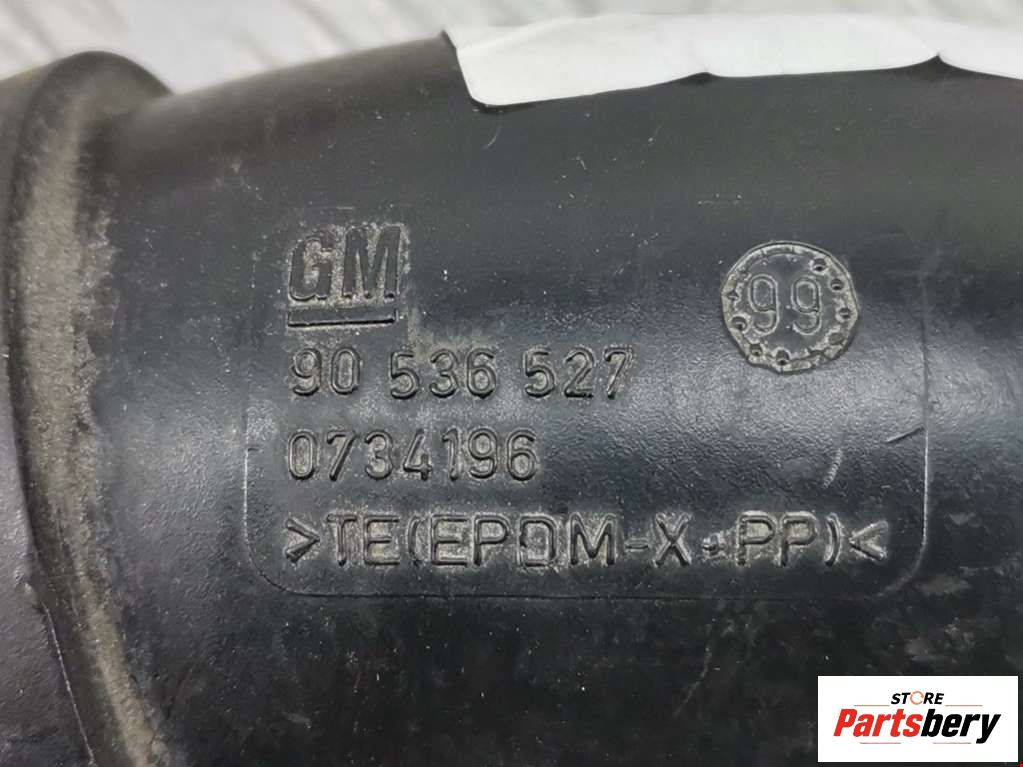 GM
99
90 536 527
0734196
>TE(EPDM-X+PP)<
STORE
Partsbery